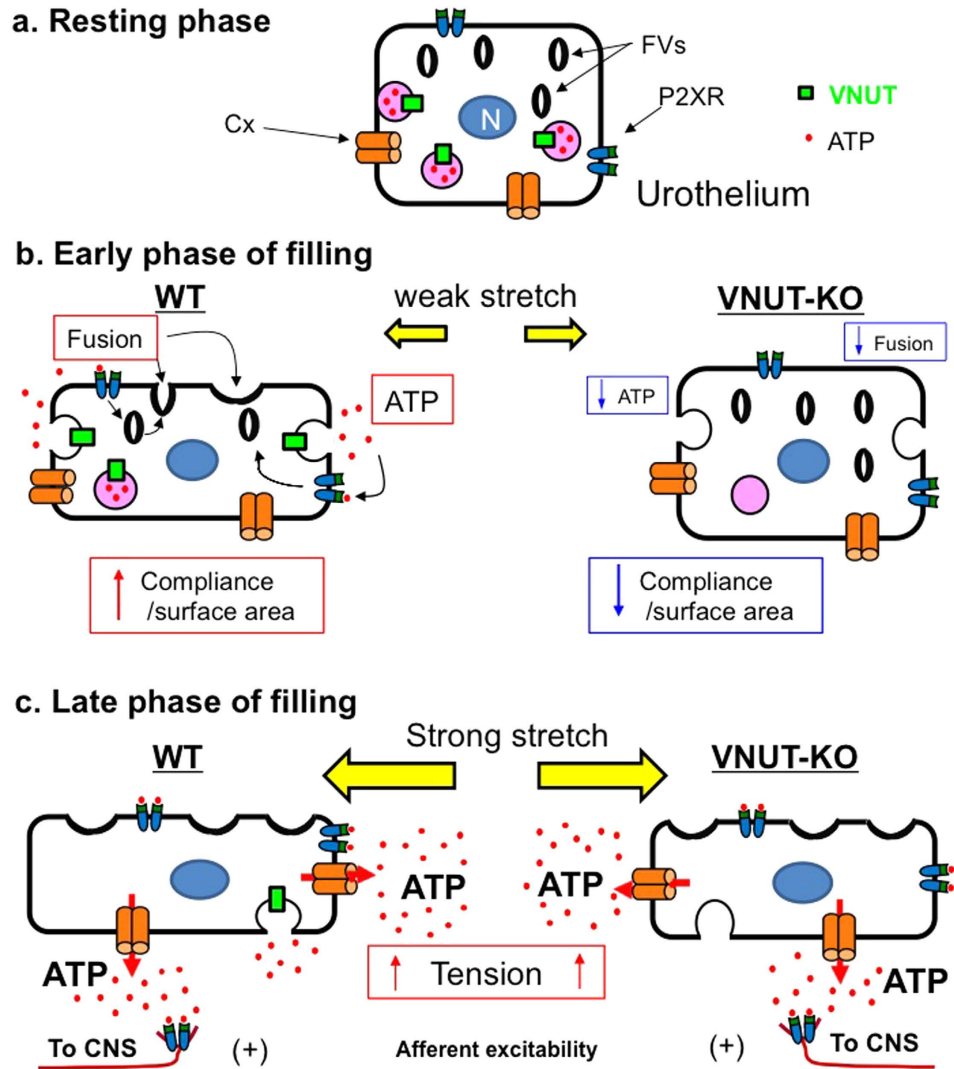 a. Resting phase
FVs
P2XR
VNUT
Cx
N
ATP
Urothelium
b. Early phase of filling
WT
weak stretch
VNUT-KO
Fusion
↓ Fusion
ATP
↓ ATP
↑ Compliance
/surface area
↓ Compliance
/surface area
c. Late phase of filling
WT
Strong stretch
VNUT-KO
ATP
ATP
ATP
↑ Tension ↑
ATP
To CNS
(+)
Afferent excitability
(+)
To CNS